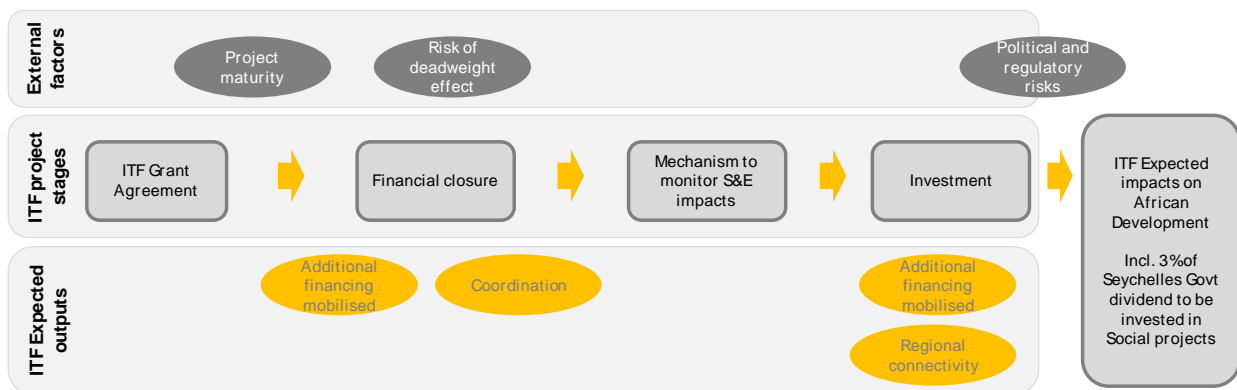 External
factors
Project
maturity
Risk of
deadweight
effect
Political and
regulatory
risks
ITF project
stages
ITF Grant
Agreement
Financial closure
Mechanism to
monitor S&E
impacts
Investment
ITF Expected
impacts on
African
Development
Incl. 3%of
Seychelles Govt
dividend to be
invested in
Social projects
ITF Expected
outputs
Additional
financing
mobilised
Coordination
Additional
financing
mobilised
Regional
connectivity